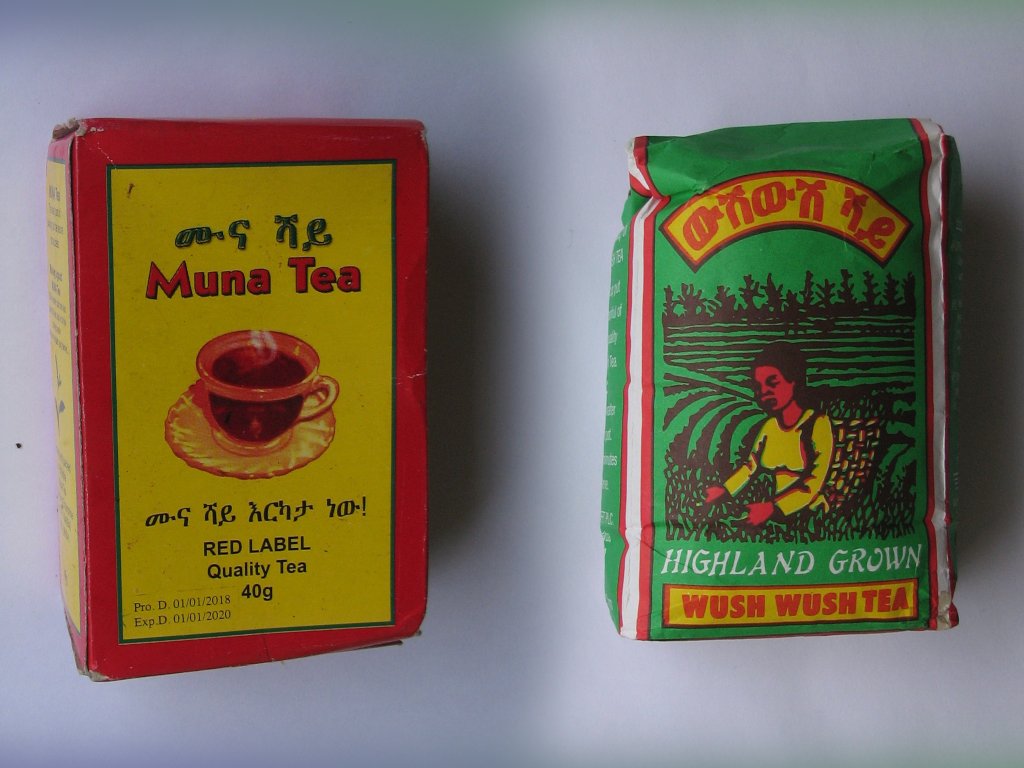 ሙና ሻይ
Muna Tea
ሙና ሻይ እርካታ ነው!
RED LABEL
Quality Tea
40g
Pro. D. 01/01/2018
Exp.D. 01/01/2020
ውሽውሽ ሻይ
HIGHLAND GROWN
WUSH WUSH TEA